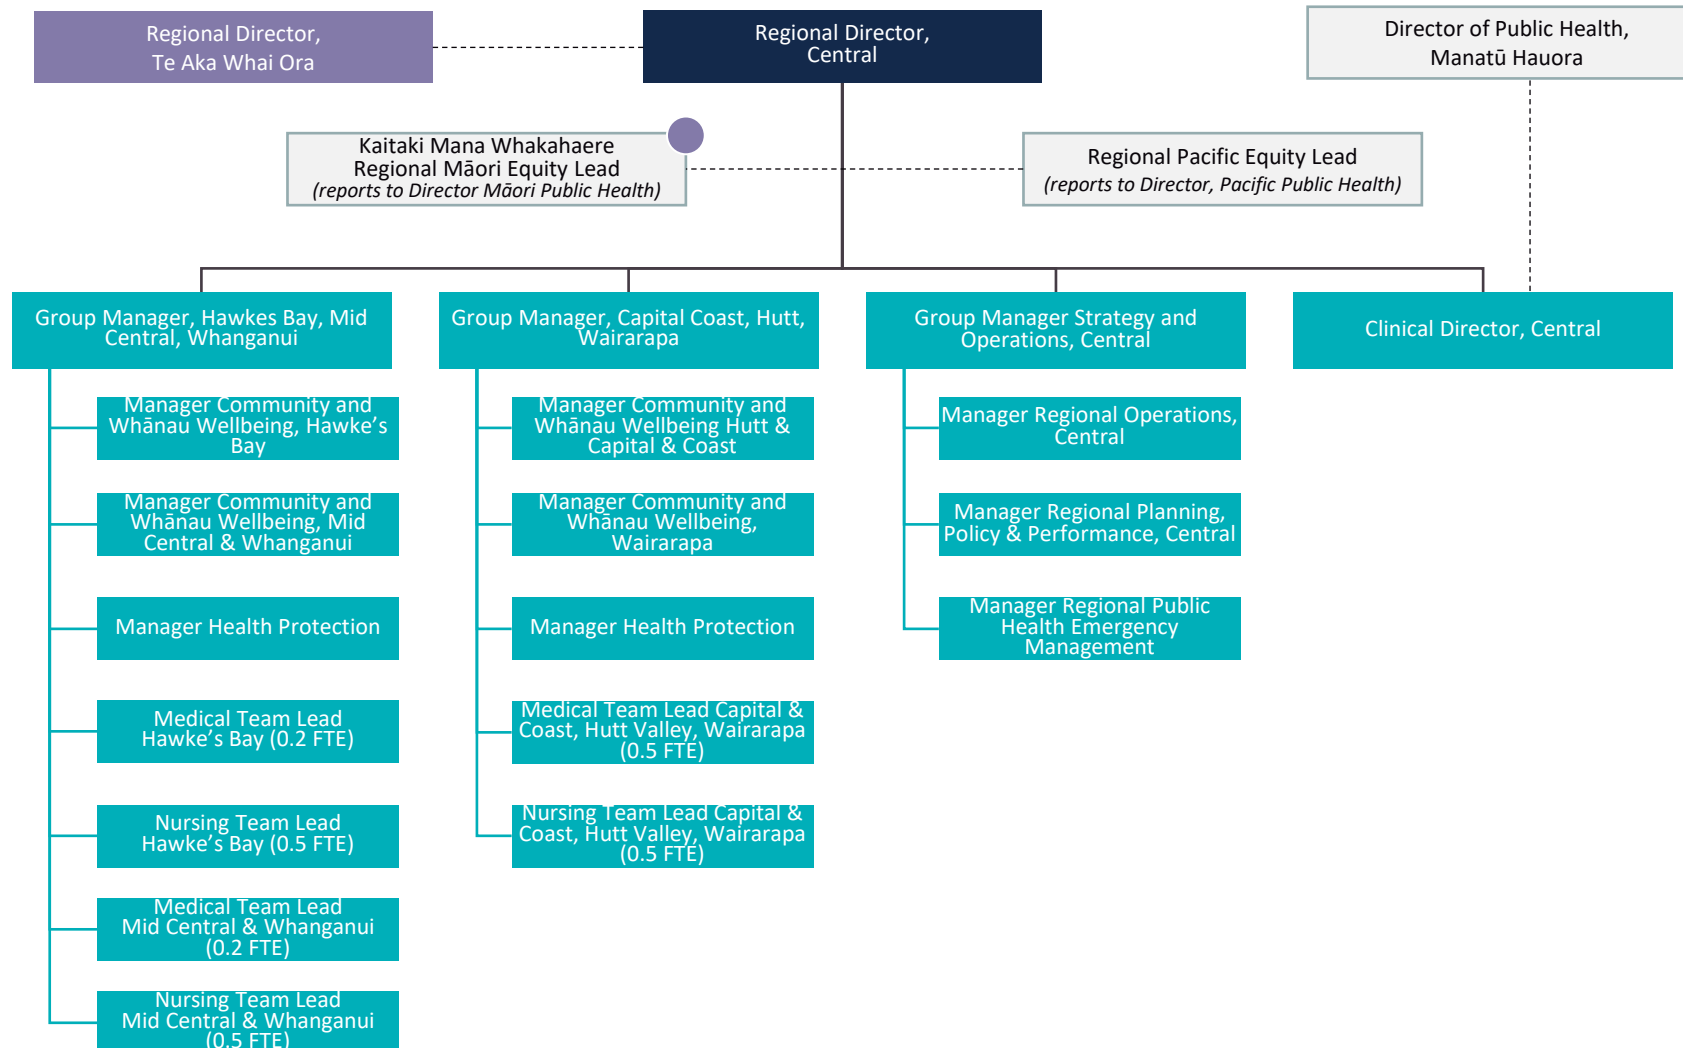 Regional Director,
Te Aka Whai Ora
Regional Director,
Central
Director of Public Health,
Manatū Hauora
Kaitaki Mana Whakahaere
Regional Māori Equity Lead
(reports to Director Māori Public Health)
Regional Pacific Equity Lead
(reports to Director, Pacific Public Health)
Group Manager, Hawkes Bay, Mid
Central, Whanganui
Manager Community and
Whānau Wellbeing, Hawke’s
Bay
Manager Community and
Whānau Wellbeing, Mid
Central & Whanganui
Manager Health Protection
Medical Team Lead
Hawke’s Bay (0.2 FTE)
Nursing Team Lead
Hawke’s Bay (0.5 FTE)
Medical Team Lead
Mid Central & Whanganui
(0.2 FTE)
Nursing Team Lead
Mid Central & Whanganui
(0.5 FTE)
Group Manager, Capital Coast, Hutt,
Wairarapa
Manager Community and
Whānau Wellbeing Hutt &
Capital & Coast
Manager Community and
Whānau Wellbeing,
Wairarapa
Manager Health Protection
Medical Team Lead Capital &
Coast, Hutt Valley, Wairarapa
(0.5 FTE)
Nursing Team Lead Capital &
Coast, Hutt Valley, Wairarapa
(0.5 FTE)
Group Manager Strategy and
Operations, Central
Manager Regional Operations,
Central
Manager Regional Planning,
Policy & Performance, Central
Manager Regional Public
Health Emergency
Management
Clinical Director, Central